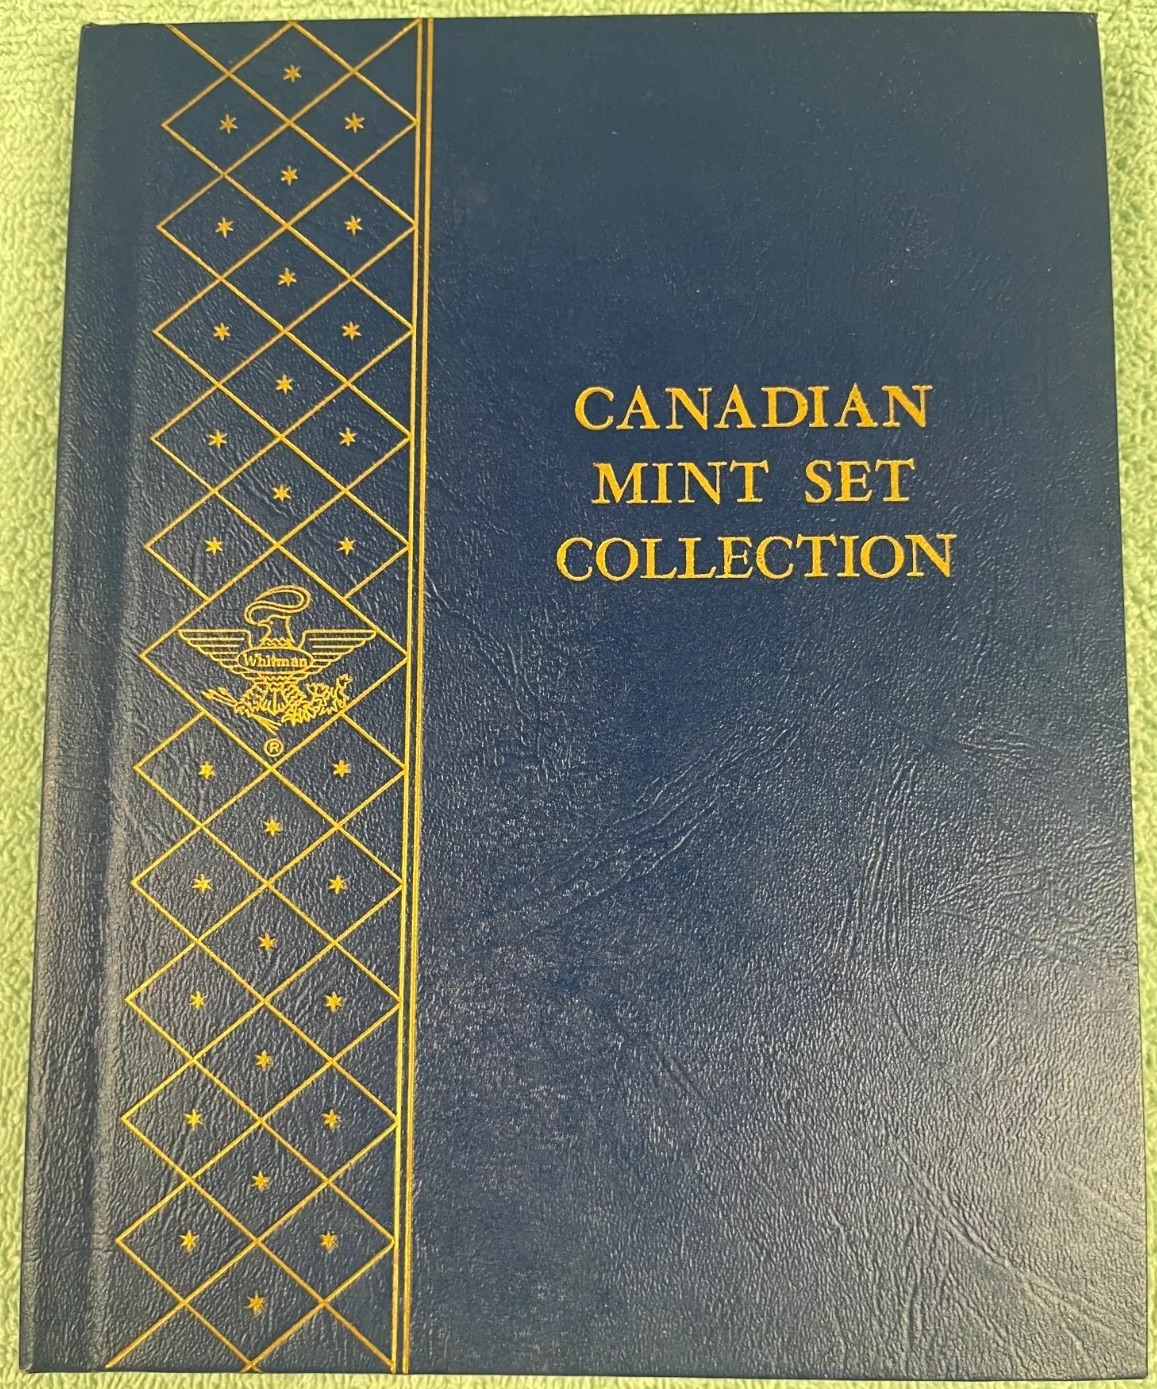 CANADIAN
MINT SET
COLLECTION
Whitman
®